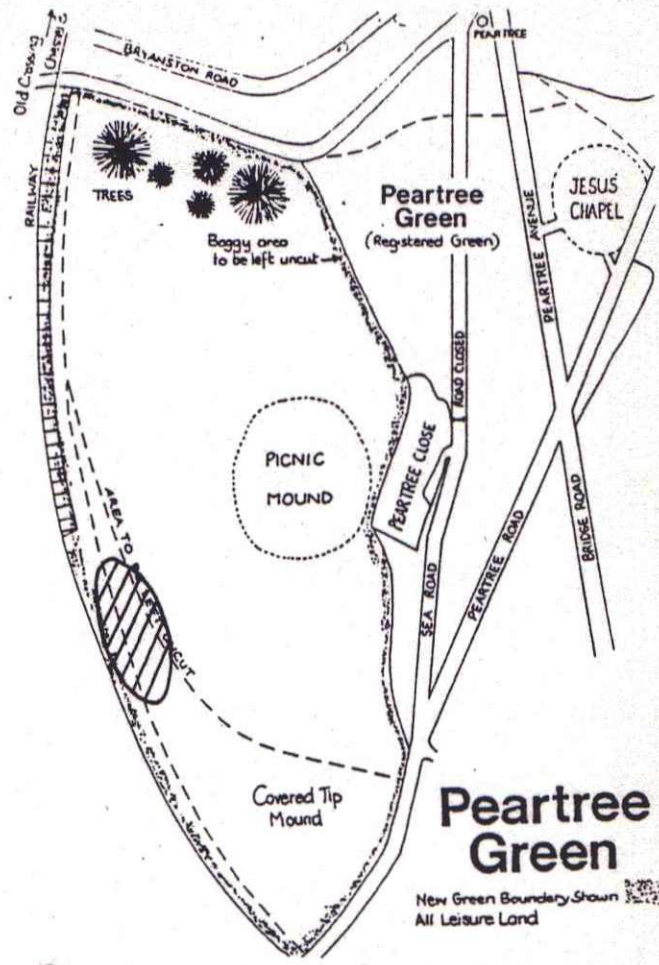 Old Crossing
BRYANSTON ROAD
PEARTREE
RAILWAY
TREES
Boggy area
to be left uncut
Peartree
Green
(Registered Green)
JESUS
CHAPEL
PEARTREE AVENUE
ROAD CLOSED
PICNIC
MOUND
PEARTREE CLOSE
AREA TO BE LEFT UNCUT
SEA ROAD
PEARTREE ROAD
BRIDGE ROAD
Covered Tip
Mound
Peartree
Green
New Green Boundary Shown
All Leisure Land